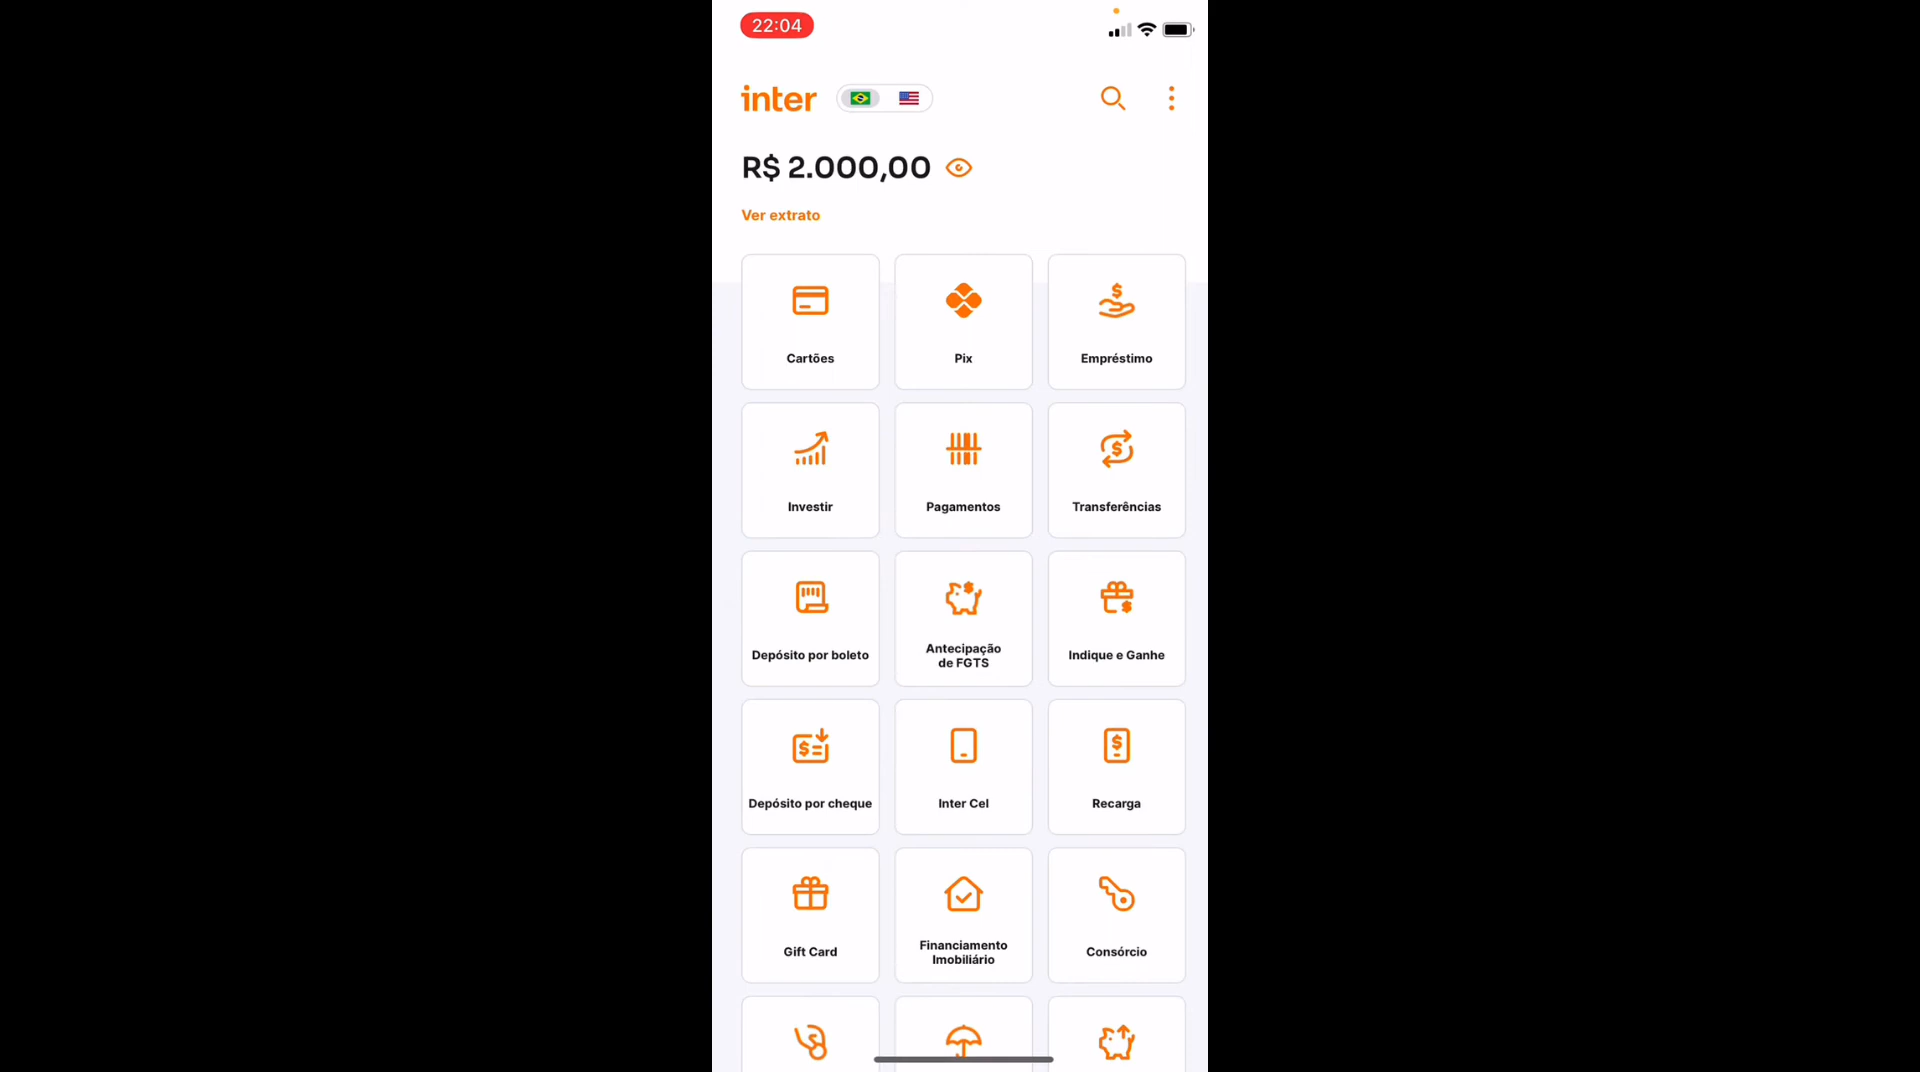 22:04
inter
R$ 2.000,00
Ver extrato
Cartões
Pix
Empréstimo
Investir
Pagamentos
Transferências
Depósito por boleto
Antecipação
de FGTS
Indique e Ganhe
Depósito por cheque
Inter Cel
Recarga
Gift Card
Financiamento
Imobiliário
Consórcio